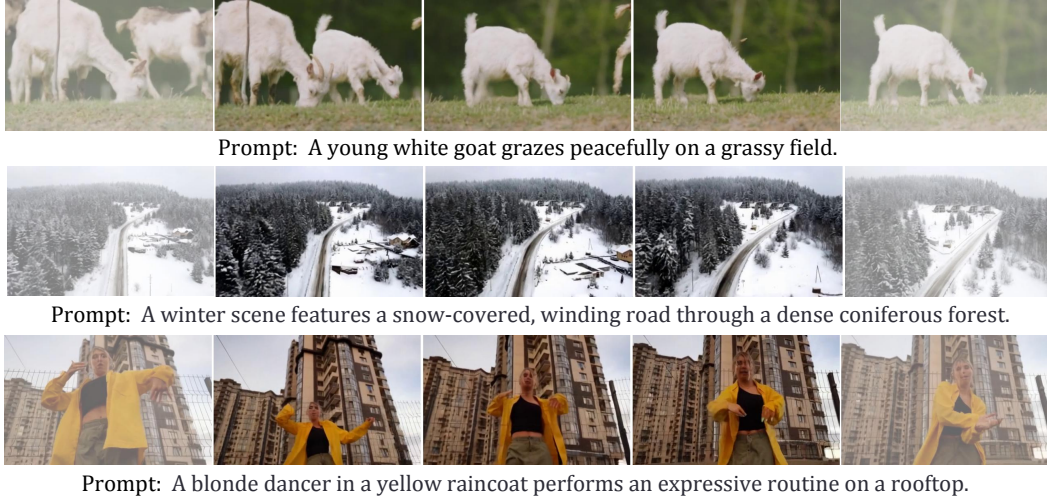 Prompt: A young white goat grazes peacefully on a grassy field.
Prompt: A winter scene features a snow-covered, winding road through a dense coniferous forest.
Prompt: A blonde dancer in a yellow raincoat performs an expressive routine on a rooftop.